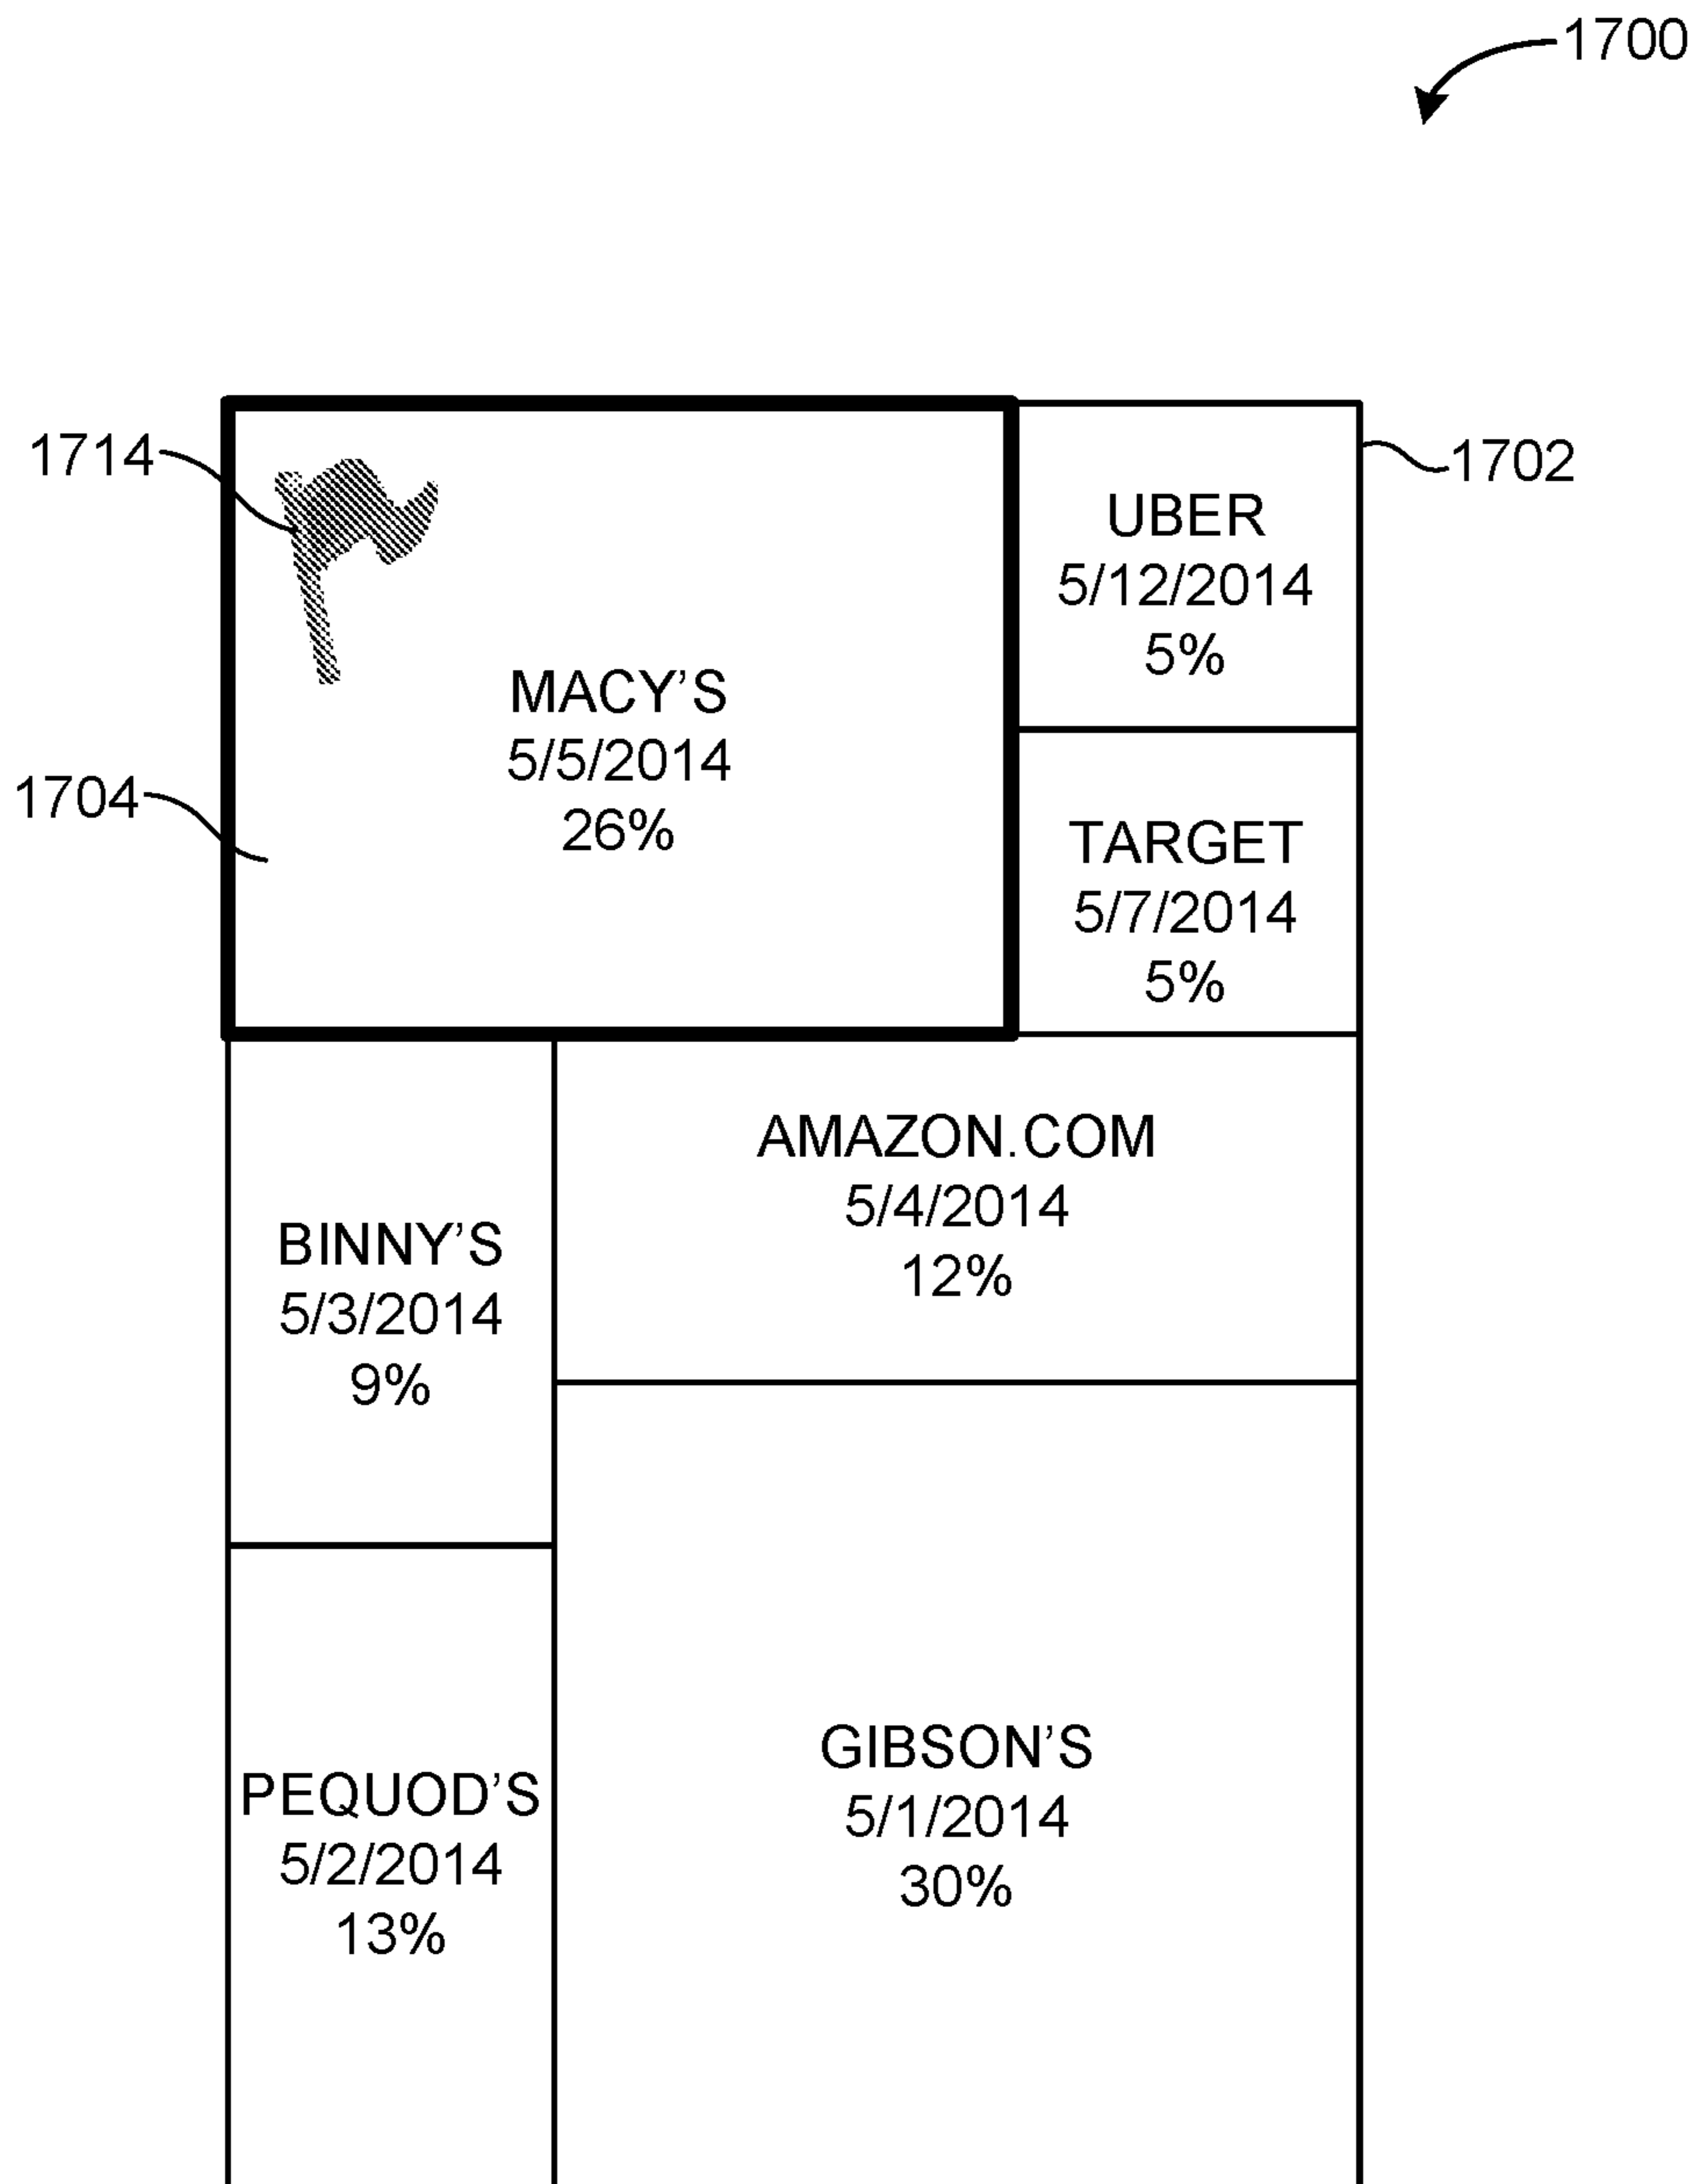 1700
1714
1702
UBER
5/12/2014
5%
MACY'S
5/5/2014
26%
1704
TARGET
5/7/2014
5%
AMAZON.COM
5/4/2014
12%
BINNY'S
5/3/2014
9%
GIBSON'S
5/1/2014
30%
PEQUOD'S
5/2/2014
13%